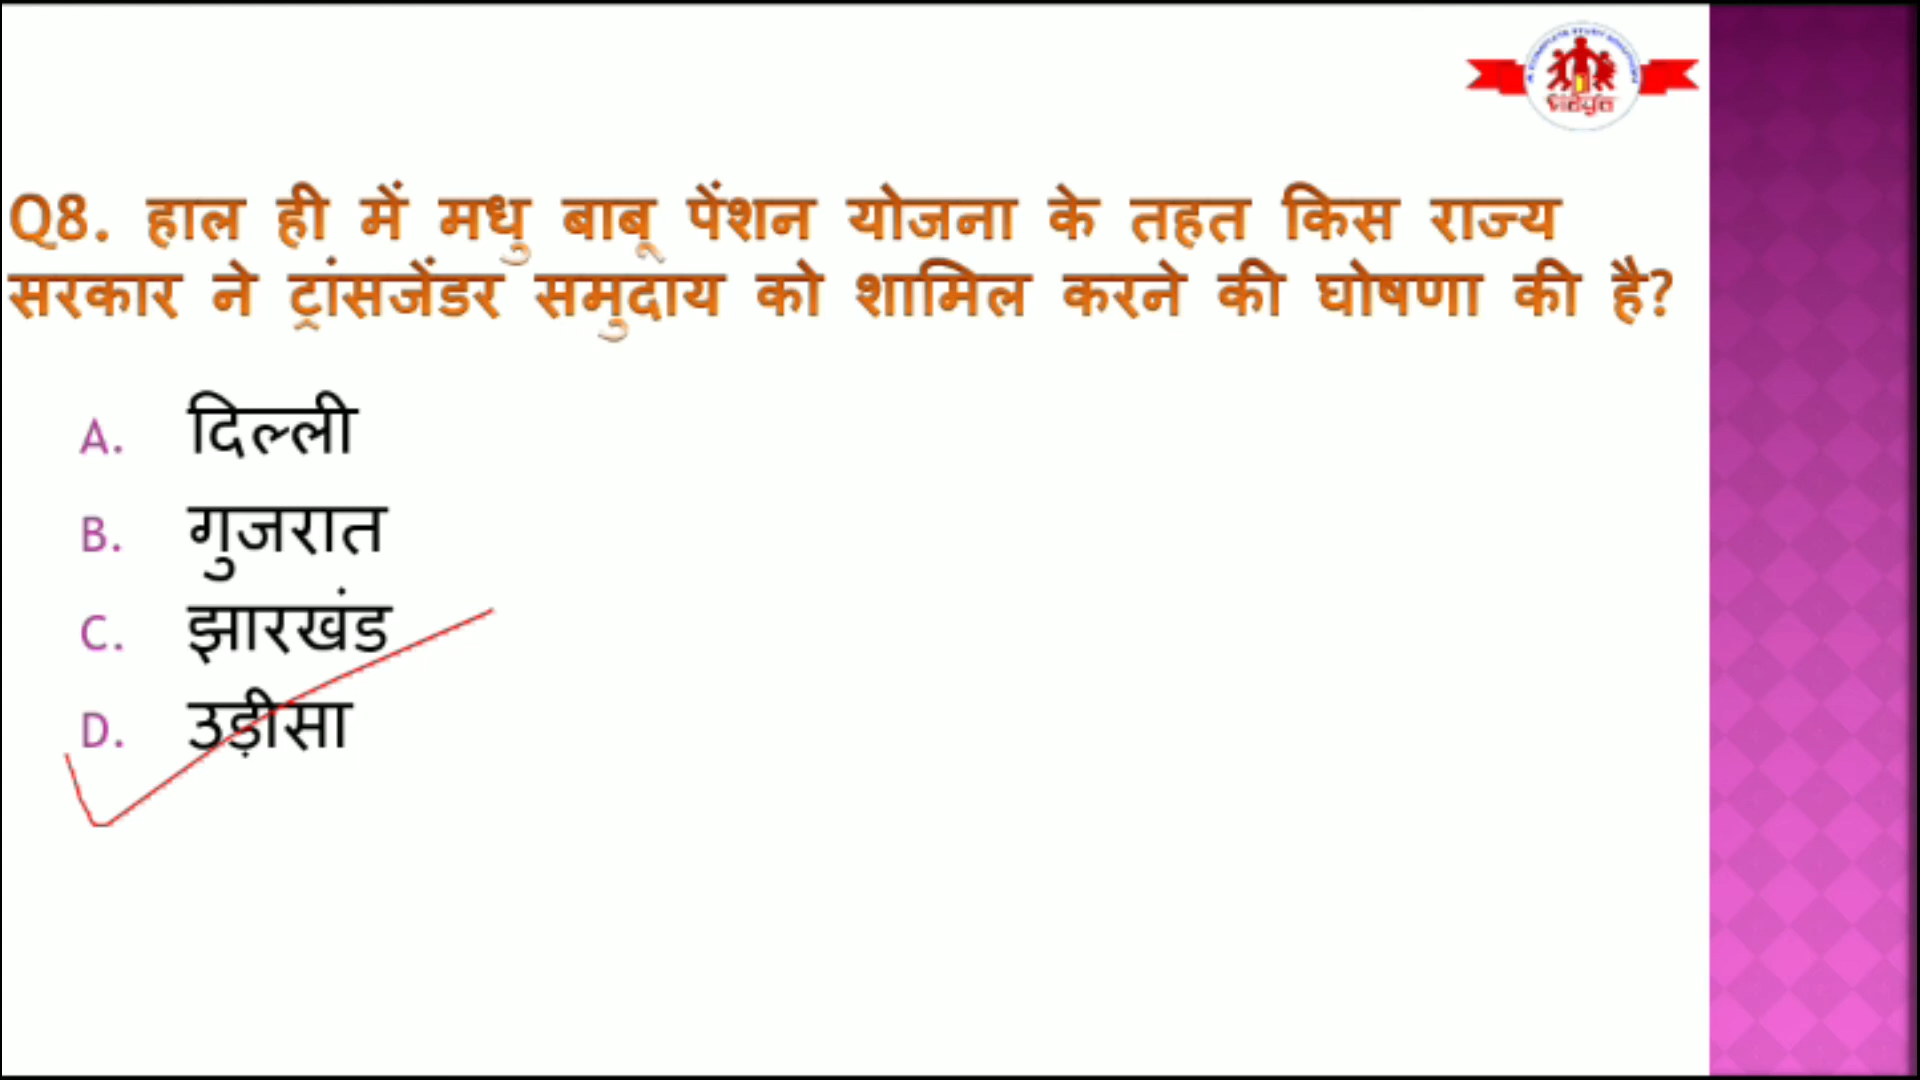 Q8. हाल ही में मधु बाबू पेंशन योजना के तहत किस राज्य
सरकार ने ट्रांसजेंडर समुदाय को शामिल करने की घोषणा की है?
A. दिल्ली
B. गुजरात
C. झारखंड
D. उड़ीसा